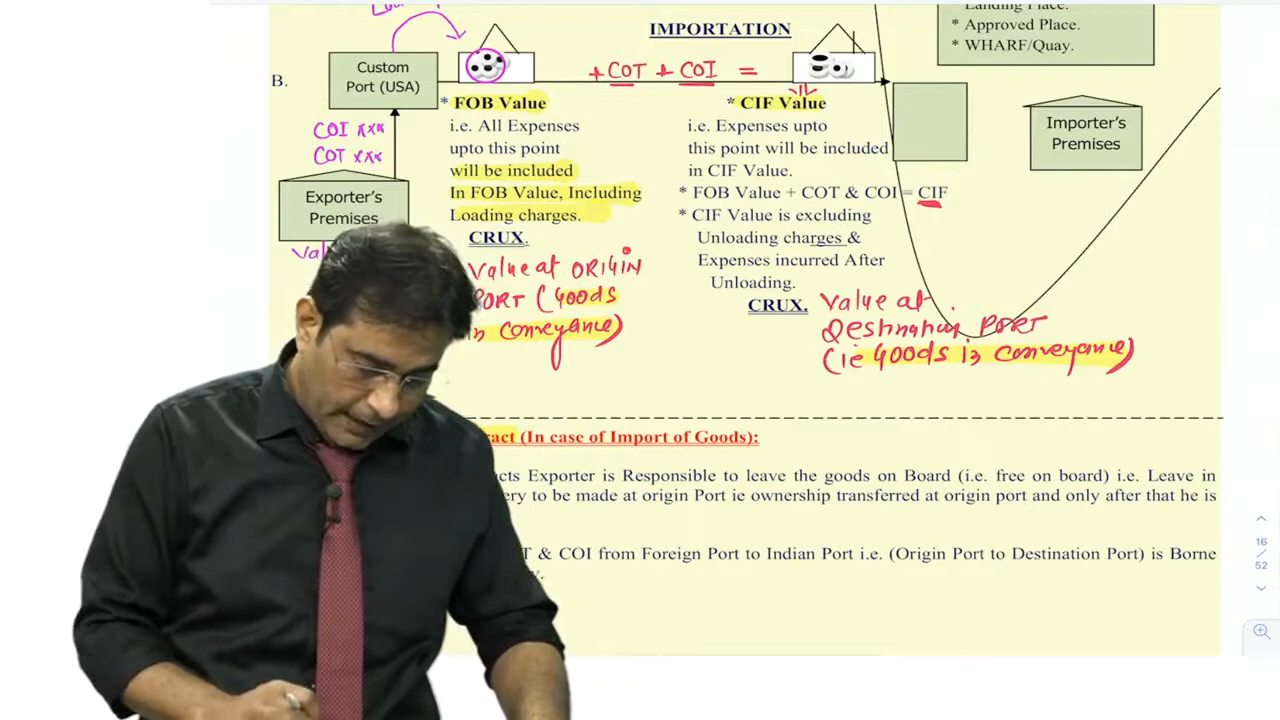 Landing Place.
* Approved Place.
* WHARF/Quay.
IMPORTATION
B.
Custom
Port (USA)
+ COT + COI =
* FOB Value
i.e. All Expenses
upto this point
will be included
In FOB Value, Including
Loading charges.
CRUX.
Value at ORIGIN
PORT (Goods
in conveyance)
COI xxx
COT xxx
Exporter's
Premises
Val
* CIF Value
i.e. Expenses upto
this point will be included
in CIF Value.
* FOB Value + COT & COI = CIF
* CIF Value is excluding
Unloading charges &
Expenses incurred After
Unloading.
CRUX.
Value at
Destination PORT
(ie Goods in conveyance)
Importer's
Premises
(In case of Import of Goods):
Exporter is Responsible to leave the goods on Board (i.e. free on board) i.e. Leave in
to be made at origin Port ie ownership transferred at origin port and only after that he is
& COI from Foreign Port to Indian Port i.e. (Origin Port to Destination Port) is Borne
16
/
52